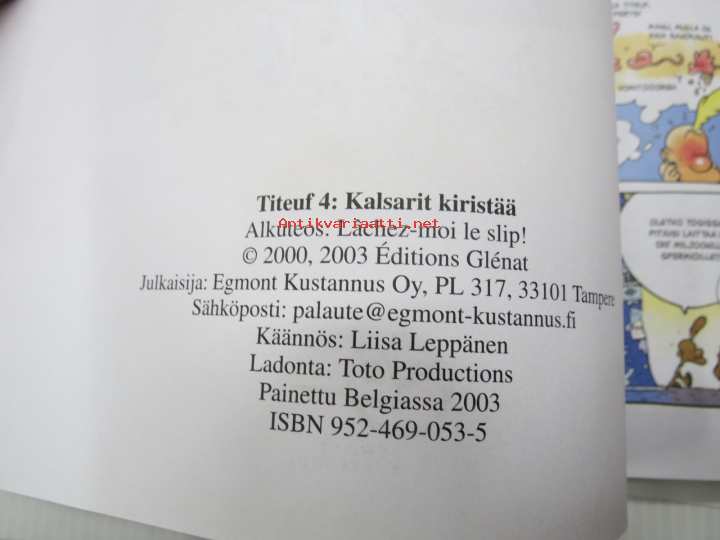 Titeuf 4: Kalsarit kiristää
Antikvariaatti.net
Alkuteos: Lâchez-moi le slip!
© 2000, 2003 Éditions Glénat
Julkaisija: Egmont Kustannus Oy, PL 317, 33101 Tampere
Sähköposti: palaute@egmont-kustannus.fi
Käännös: Liisa Leppänen
Ladonta: Toto Productions
Painettu Belgiassa 2003
ISBN 952-469-053-5